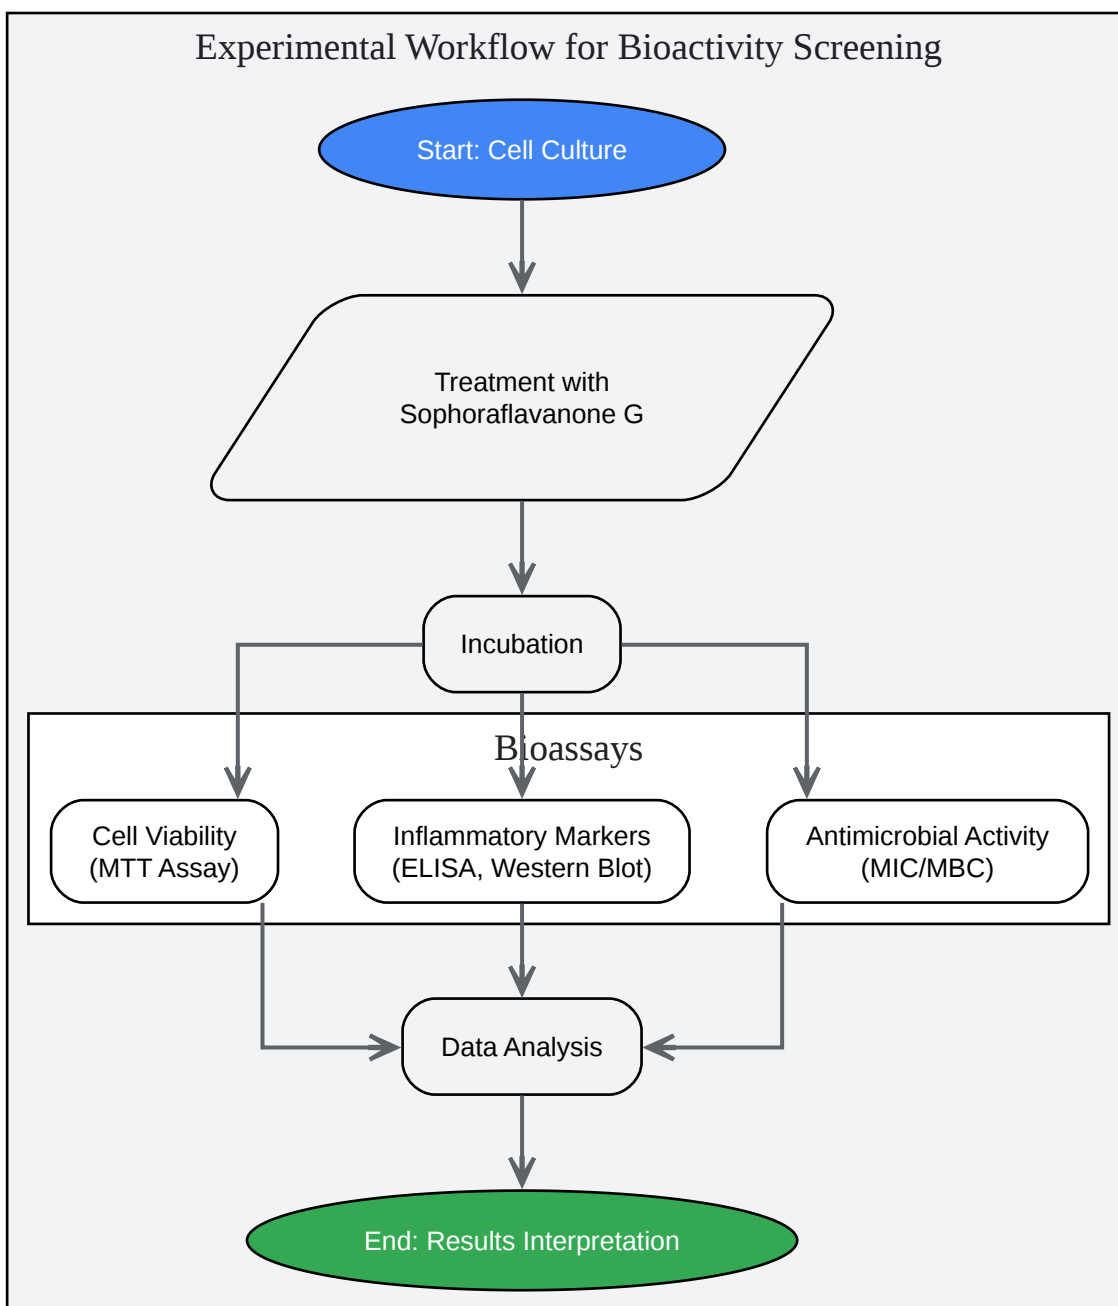 Experimental Workflow for Bioactivity Screening
Start: Cell Culture
Treatment with
Sophoraflavanone G
Incubation
Bioassays
Cell Viability
(MTT Assay)
Inflammatory Markers
(ELISA, Western Blot)
Antimicrobial Activity
(MIC/MBC)
Data Analysis
End: Results Interpretation